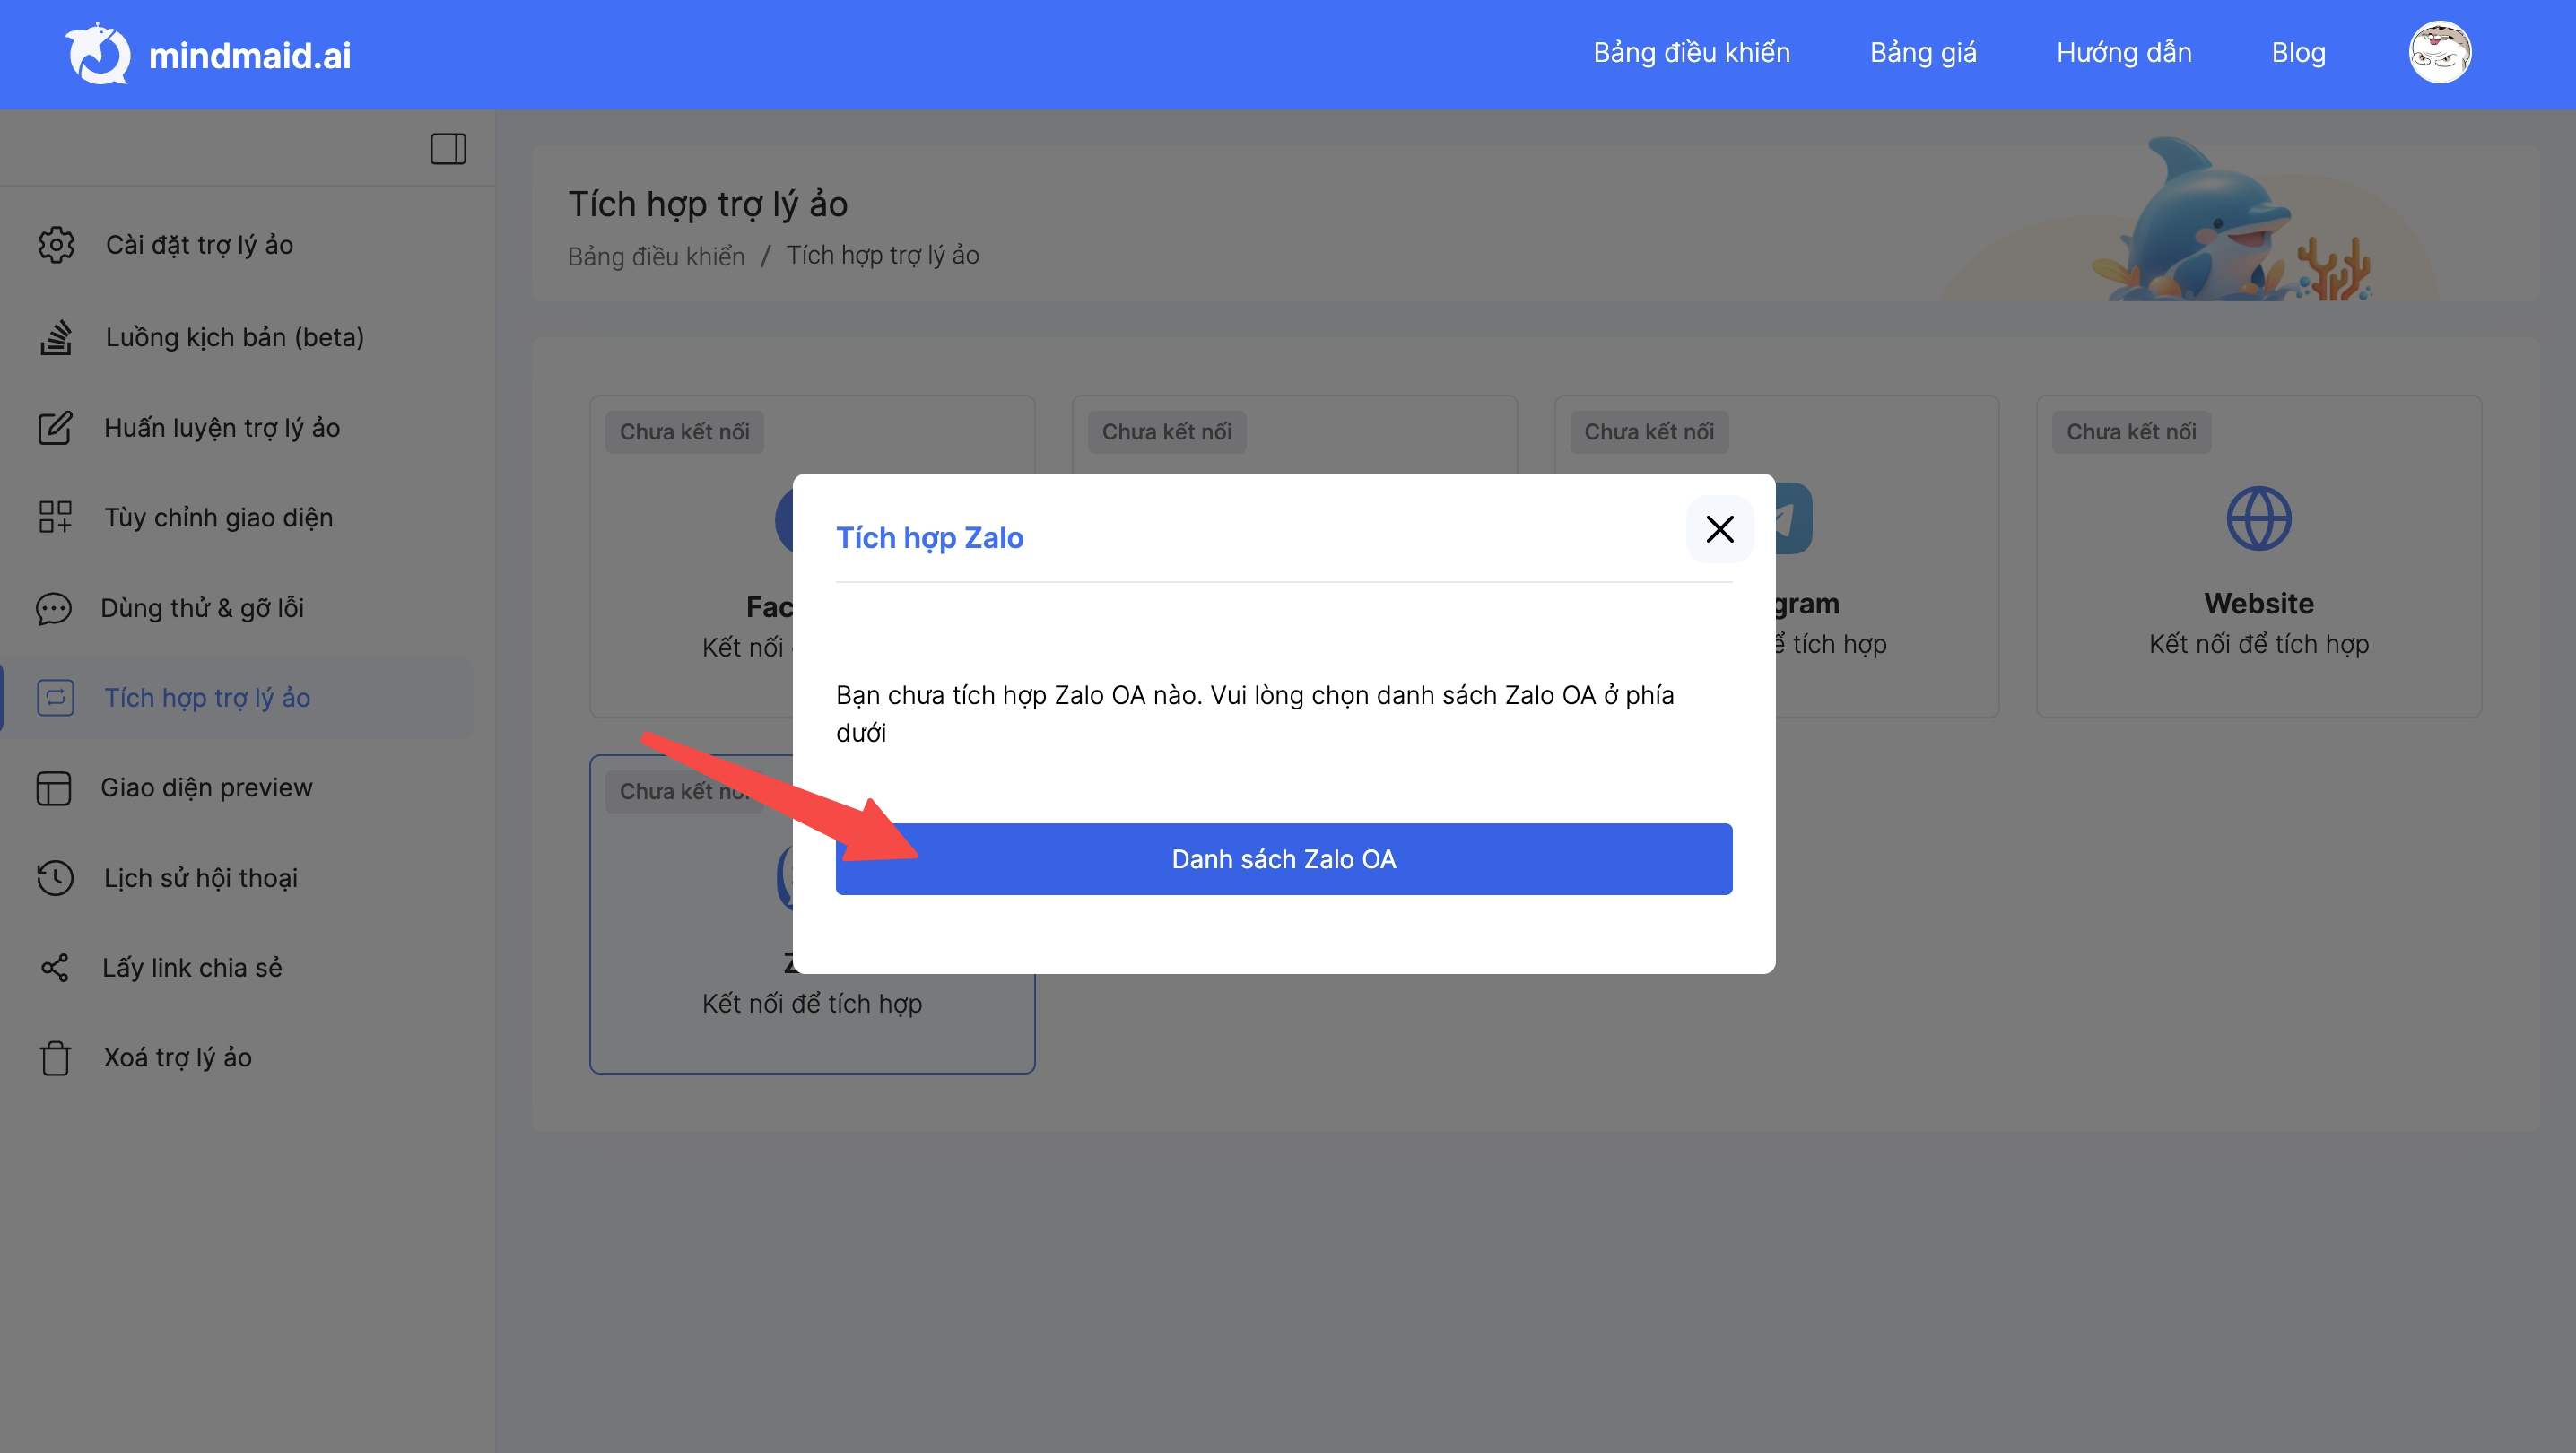 mindmaid.ai
Bảng điều khiển
Bảng giá
Hướng dẫn
Blog
Cài đặt trợ lý ảo
Luồng kịch bản (beta)
Huấn luyện trợ lý ảo
Tùy chỉnh giao diện
Dùng thử & gỡ lỗi
Tích hợp trợ lý ảo
Giao diện preview
Lịch sử hội thoại
Lấy link chia sẻ
Xoá trợ lý ảo
Tích hợp trợ lý ảo
Bảng điều khiển / Tích hợp trợ lý ảo
Chưa kết nối
Chưa kết nối
Chưa kết nối
Chưa kết nối
Fac
Kết nối
gram
ể tích hợp
Website
Kết nối để tích hợp
Tích hợp Zalo
Bạn chưa tích hợp Zalo OA nào. Vui lòng chọn danh sách Zalo OA ở phía
dưới
Danh sách Zalo OA
Chưa kết nối
Z
Kết nối để tích hợp